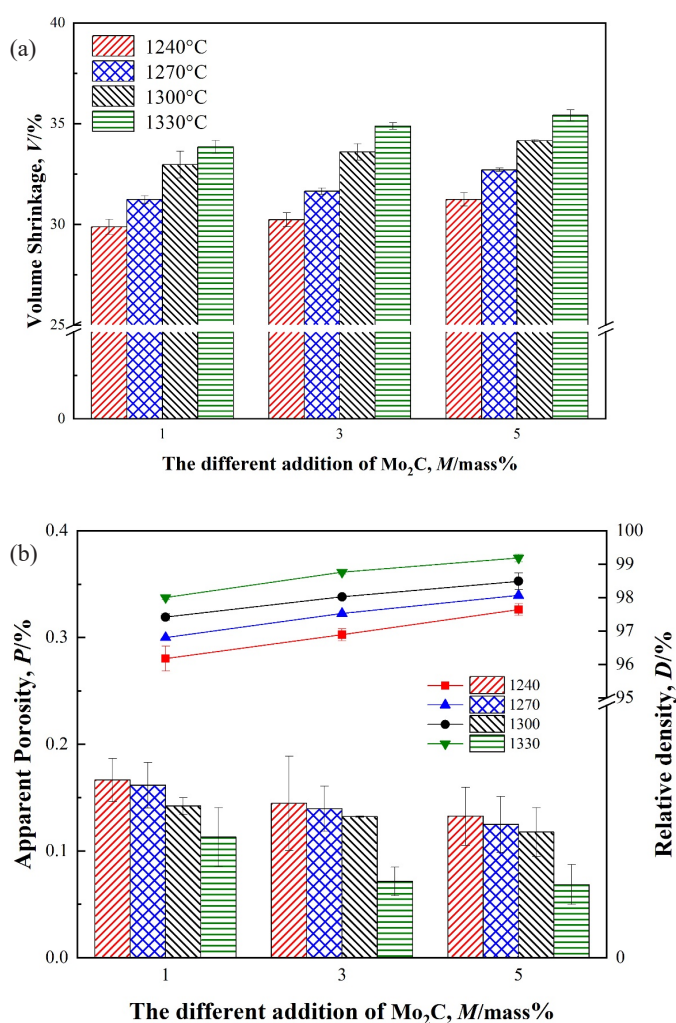 (a)
Volume Shrinkage, V/%
40
35
30
25
0
1240°C
1270°C
1300°C
1330°C
1
3
5
The different addition of Mo₂C, M/mass%
(b)
Apparent Porosity, P/%
0.4
0.3
0.2
0.1
0.0
1240
1270
1300
1330
100
99
98
97
96
95
0
Relative density, D/%
1
3
5
The different addition of Mo₂C, M/mass%